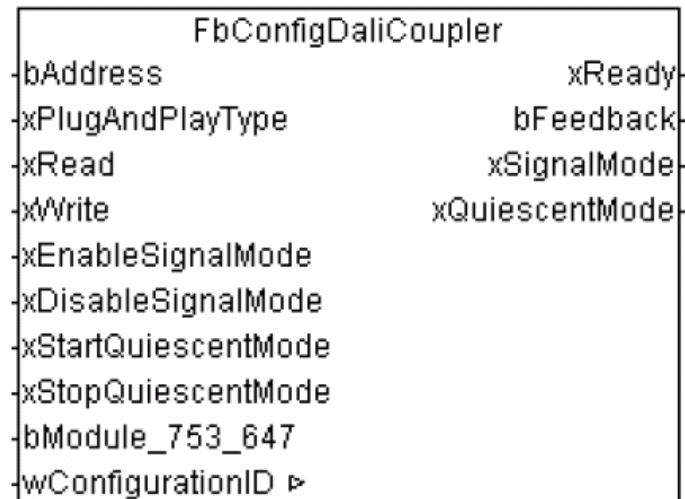 FbConfigDaliCoupler
bAddress xReady
xPlugAndPlayType bFeedback
xRead xSignalMode
xWrite xQuiescentMode
xEnableSignalMode
xDisableSignalMode
xStartQuiescentMode
xStopQuiescentMode
bModule_753_647
wConfigurationID ▹